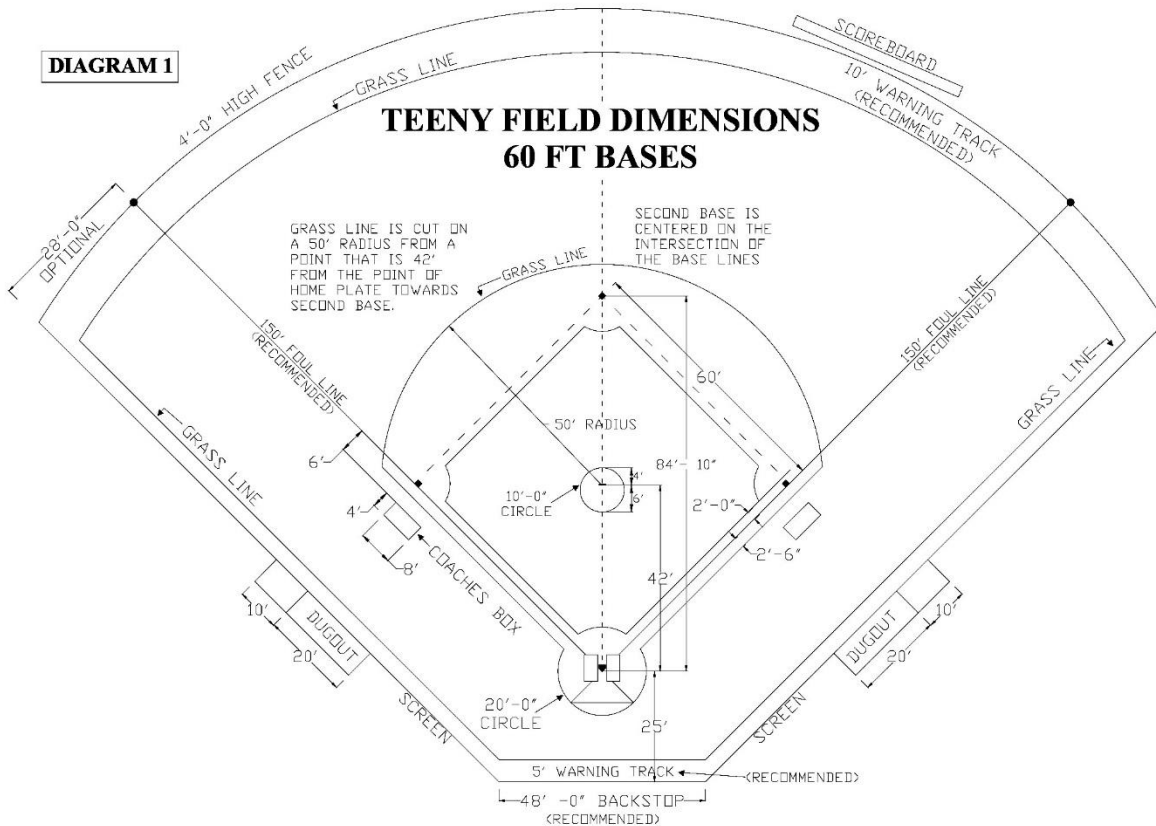 DIAGRAM 1
SCOREBOARD
4'-0" HIGH FENCE
GRASS LINE
10' WARNING TRACK
(RECOMMENDED)
TEENY FIELD DIMENSIONS
60 FT BASES
28'-0"
OPTIONAL
GRASS LINE IS CUT ON
A 50' RADIUS FROM A
POINT THAT IS 42'
FROM THE POINT OF
HOME PLATE TOWARDS
SECOND BASE.
SECOND BASE IS
CENTERED ON THE
INTERSECTION OF
THE BASE LINES
GRASS LINE
150' FOUL LINE
(RECOMMENDED)
150' FOUL LINE
(RECOMMENDED)
60'
GRASS LINE
GRASS LINE
50' RADIUS
6'
84'- 10"
4'
10'-0"
CIRCLE
6'
2'-0"
4'
2'-6"
8'
COACHES BOX
42'
10'
DUGOUT
20'
10'
DUGOUT
20'
SCREEN
20'-0"
CIRCLE
25'
SCREEN
5' WARNING TRACK
(RECOMMENDED)
48' -0" BACKSTOP
(RECOMMENDED)